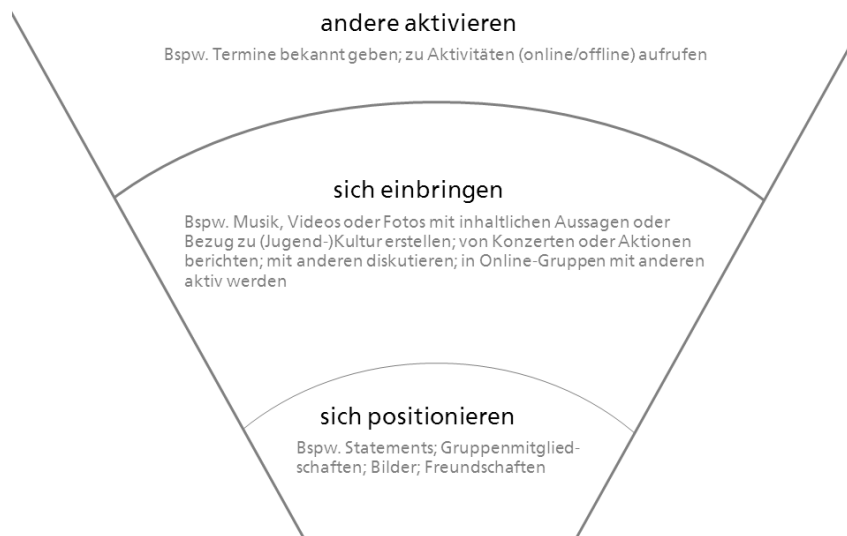 andere aktivieren
Bspw. Termine bekannt geben; zu Aktivitäten (online/offline) aufrufen
sich einbringen
Bspw. Musik, Videos oder Fotos mit inhaltlichen Aussagen oder
Bezug zu (Jugend-)Kultur erstellen; von Konzerten oder Aktionen
berichten; mit anderen diskutieren; in Online-Gruppen mit anderen
aktiv werden
sich positionieren
Bspw. Statements; Gruppenmitglied-
schaften; Bilder; Freundschaften